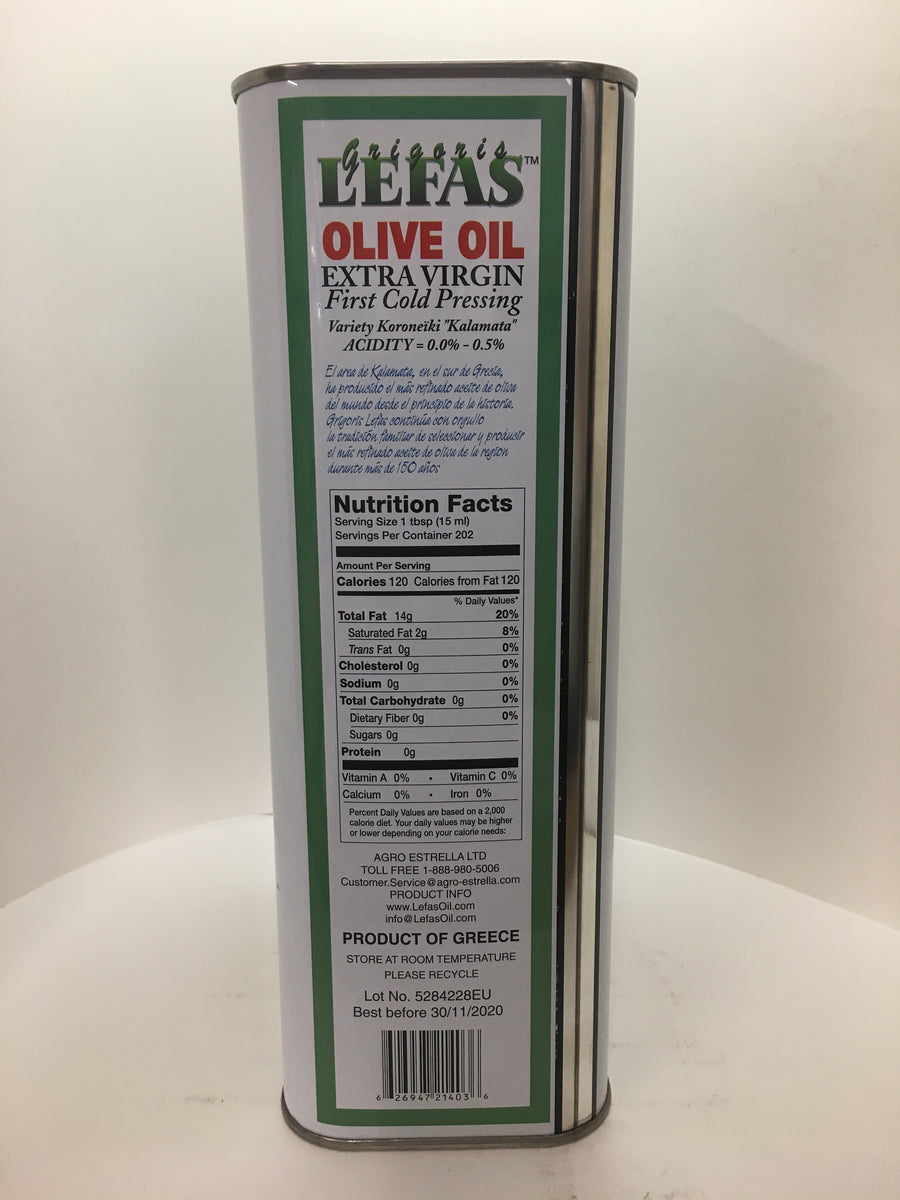 Grigoris
LEFAS™
OLIVE OIL
EXTRA VIRGIN
First Cold Pressing
Variety Koroneïki "Kalamata"
ACIDITY = 0.0% - 0.5%
El area de Kalamata, en el sur de Grecia,
ha producido el más refinado aceite de oliva
del mundo desde el principio de la historia.
Grigoris Lefas continúa con orgullo
la tradición familiar de seleccionar y producir
el más refinado aceite de oliva de la region
durante más de 150 años
Nutrition Facts
Serving Size 1 tbsp (15 ml)
Servings Per Container 202
Amount Per Serving
Calories 120 Calories from Fat 120
% Daily Values*
Total Fat 14g 20%
Saturated Fat 2g 8%
Trans Fat 0g 0%
Cholesterol 0g 0%
Sodium 0g 0%
Total Carbohydrate 0g 0%
Dietary Fiber 0g 0%
Sugars 0g
Protein 0g
Vitamin A 0% • Vitamin C 0%
Calcium 0% • Iron 0%
Percent Daily Values are based on a 2,000
calorie diet. Your daily values may be higher
or lower depending on your calorie needs:
AGRO ESTRELLA LTD
TOLL FREE 1-888-980-5006
Customer.Service@agro-estrella.com
PRODUCT INFO
www.LefasOil.com
info@LefasOil.com
PRODUCT OF GREECE
STORE AT ROOM TEMPERATURE
PLEASE RECYCLE
Lot No. 5284228EU
Best before 30/11/2020
6 26947 21403 6